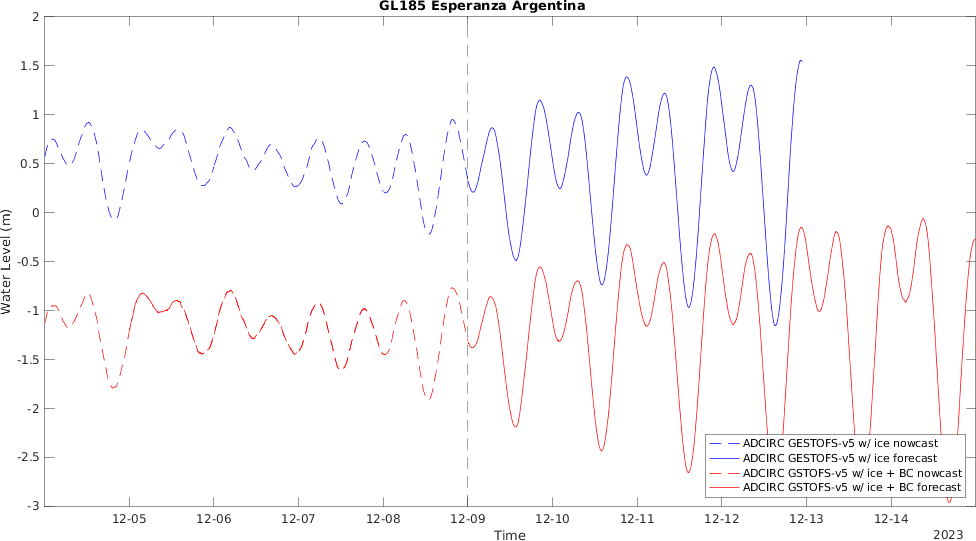 GL185 Esperanza Argentina
2
1.5
1
0.5
0
-0.5
-1
-1.5
-2
-2.5
-3
Water Level (m)
ADCIRC GESTOFS-v5 w/ ice nowcast
ADCIRC GESTOFS-v5 w/ ice forecast
ADCIRC GSTOFS-v5 w/ ice + BC nowcast
ADCIRC GSTOFS-v5 w/ ice + BC forecast
12-05 12-06 12-07 12-08 12-09 12-10 12-11 12-12 12-13 12-14
Time
2023